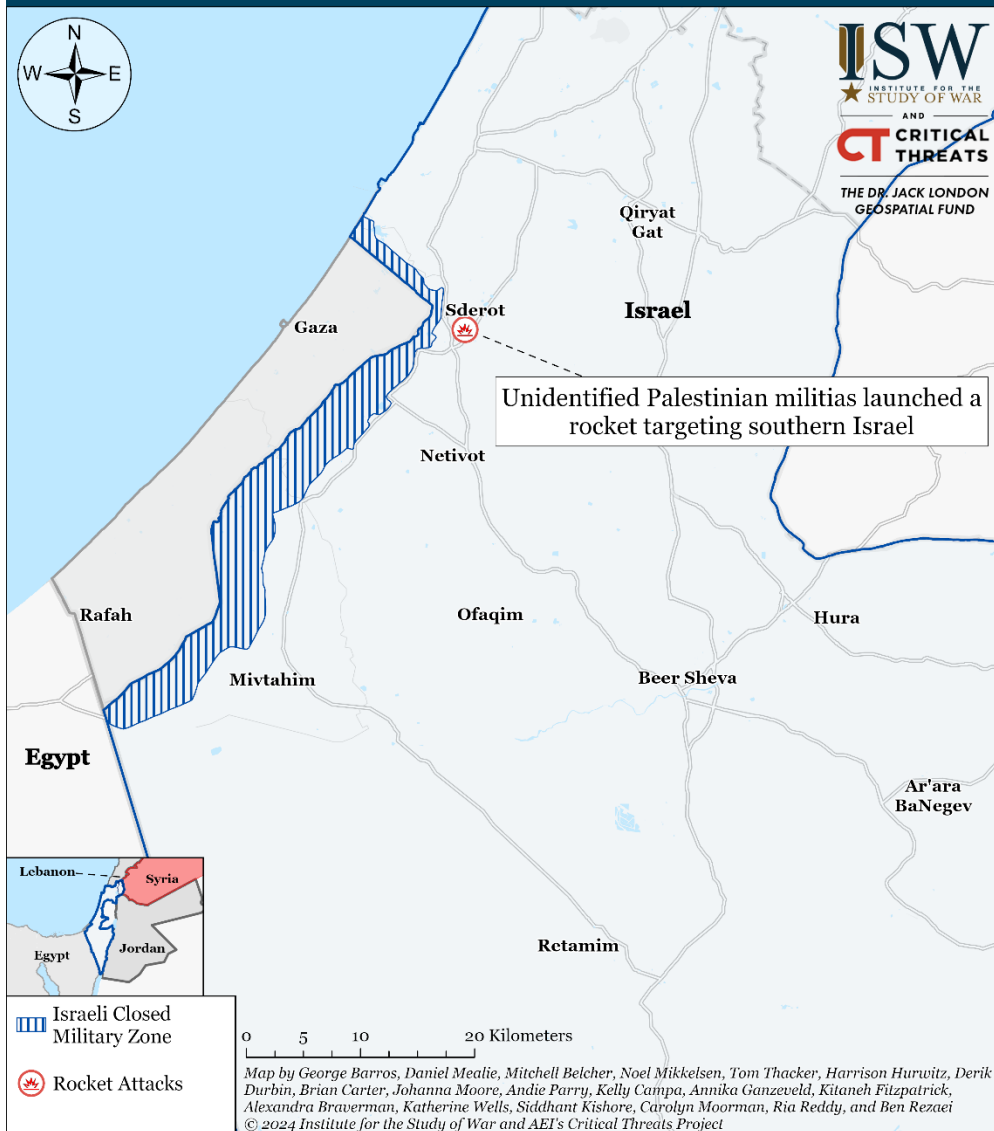 N
W
E
S
ISW
INSTITUTE FOR THE
STUDY OF WAR
AND
CT CRITICAL
THREATS
THE DR. JACK LONDON
GEOSPATIAL FUND
Qiryat
Gat
Sderot
Israel
Gaza
Unidentified Palestinian militias launched a
rocket targeting southern Israel
Netivot
Rafah
Ofaqim
Hura
Mivtahim
Beer Sheva
Egypt
Ar'ara
BaNegev
Lebanon
Syria
Egypt
Jordan
Retamim
Israeli Closed
Military Zone
Rocket Attacks
0 5 10 20 Kilometers
Map by George Barros, Daniel Mealie, Mitchell Belcher, Noel Mikkelsen, Tom Thacker, Harrison Hurwitz, Derik
Durbin, Brian Carter, Johanna Moore, Andie Parry, Kelly Campa, Annika Ganzeveld, Kitaneh Fitzpatrick,
Alexandra Braverman, Katherine Wells, Siddhant Kishore, Carolyn Moorman, Ria Reddy, and Ben Rezaei
© 2024 Institute for the Study of War and AEI's Critical Threats Project